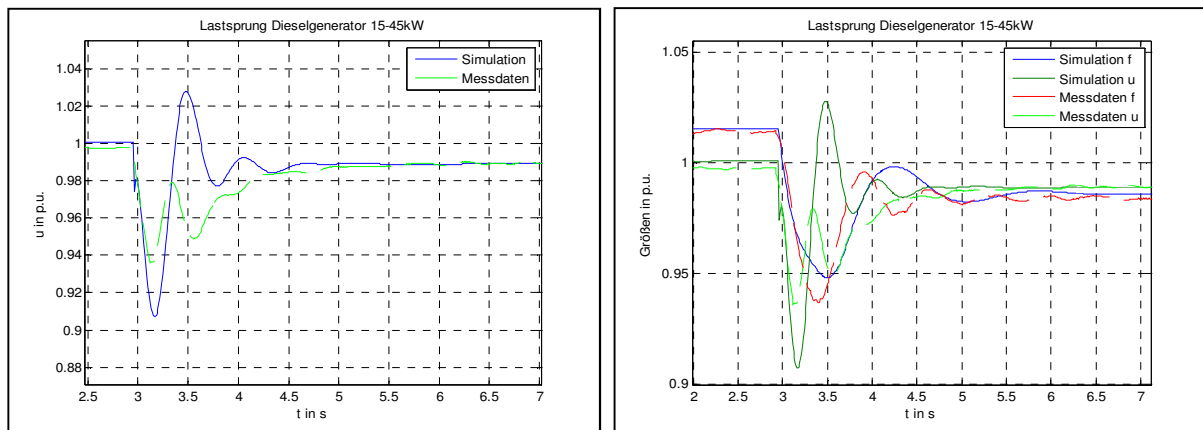 Lastsprung Dieselgenerator 15-45kW
1.04
1.02
1
0.98
0.96
0.94
0.92
0.9
0.88
u in p.u.
2.5 3 3.5 4 4.5 5 5.5 6 6.5 7
t in s
Simulation
Messdaten
Lastsprung Dieselgenerator 15-45kW
1.05
1
0.95
0.9
Größen in p.u.
2 2.5 3 3.5 4 4.5 5 5.5 6 6.5 7
t in s
Simulation f
Simulation u
Messdaten f
Messdaten u